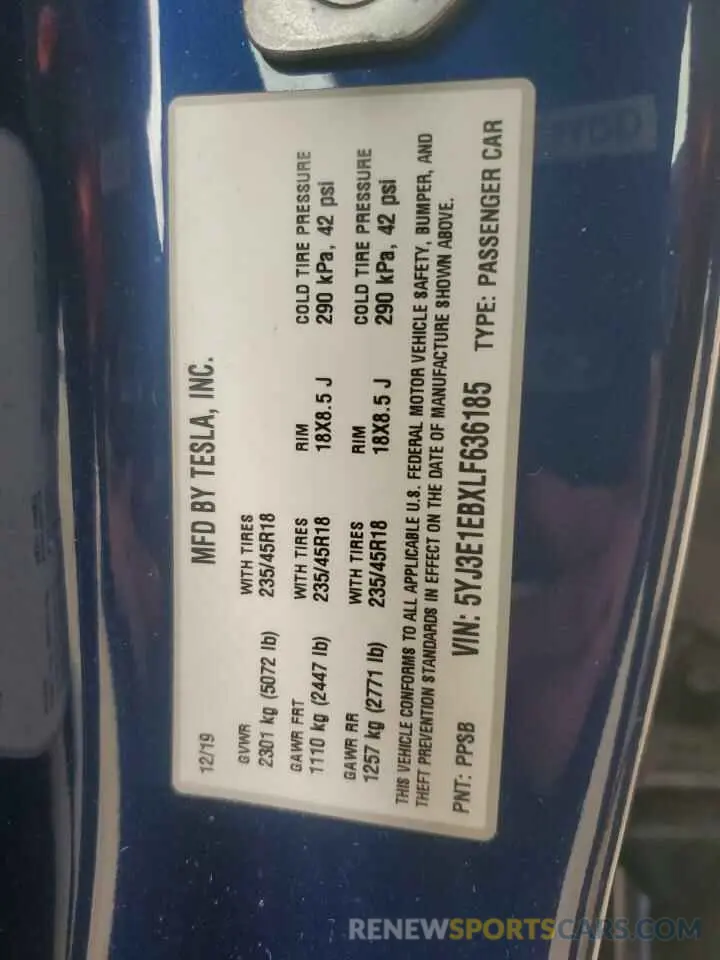 12/19 MFD BY TESLA, INC.
GVWR WITH TIRES
2301 kg (5072 lb) 235/45R18
GAWR FRT WITH TIRES RIM COLD TIRE PRESSURE
1110 kg (2447 lb) 235/45R18 18X8.5 J 290 kPa, 42 psi
GAWR RR WITH TIRES RIM COLD TIRE PRESSURE
1257 kg (2771 lb) 235/45R18 18X8.5 J 290 kPa, 42 psi
THIS VEHICLE CONFORMS TO ALL APPLICABLE U.S. FEDERAL MOTOR VEHICLE SAFETY, BUMPER, AND
THEFT PREVENTION STANDARDS IN EFFECT ON THE DATE OF MANUFACTURE SHOWN ABOVE.
PNT: PPSB VIN: 5YJ3E1EBXLF636185 TYPE: PASSENGER CAR
RENEWSPORTSCARS.COM